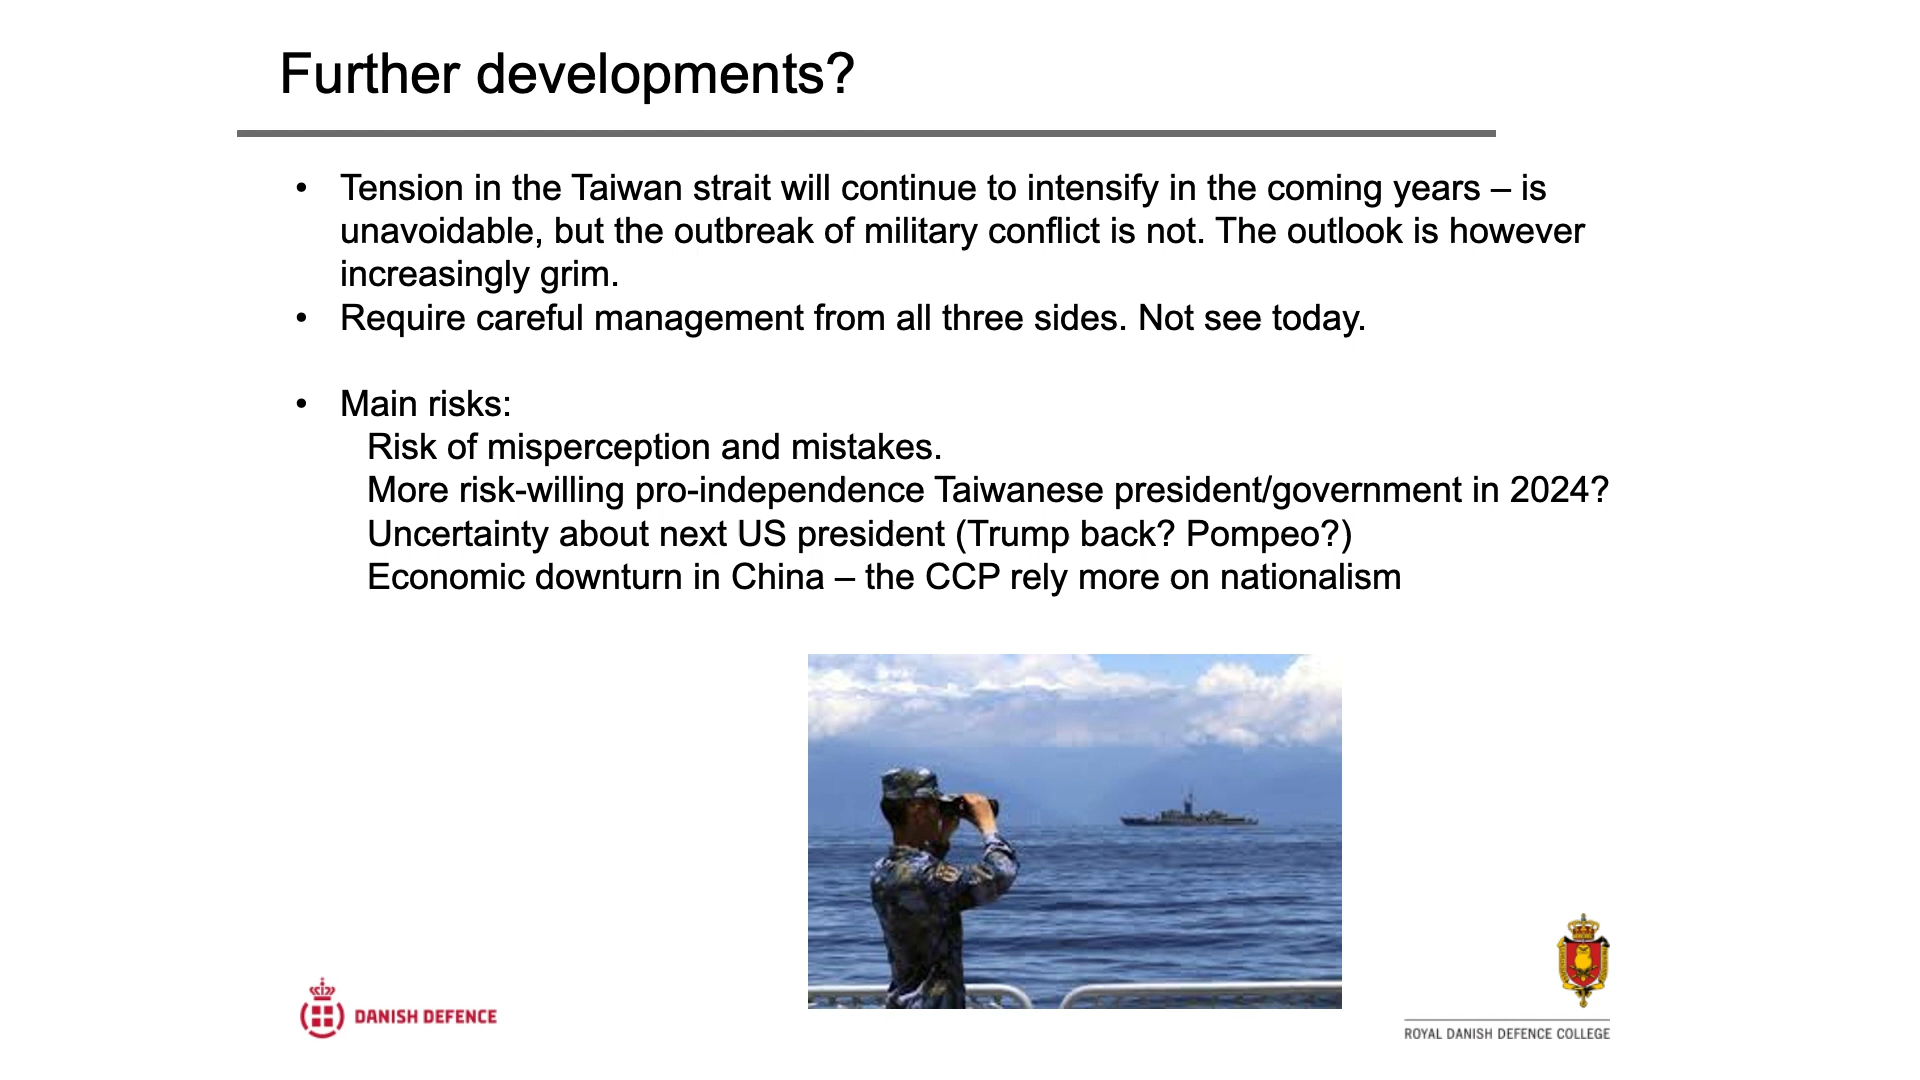 Further developments?
• Tension in the Taiwan strait will continue to intensify in the coming years – is
unavoidable, but the outbreak of military conflict is not. The outlook is however
increasingly grim.
• Require careful management from all three sides. Not see today.
• Main risks:
Risk of misperception and mistakes.
More risk-willing pro-independence Taiwanese president/government in 2024?
Uncertainty about next US president (Trump back? Pompeo?)
Economic downturn in China – the CCP rely more on nationalism
DANISH DEFENCE
ROYAL DANISH DEFENCE COLLEGE